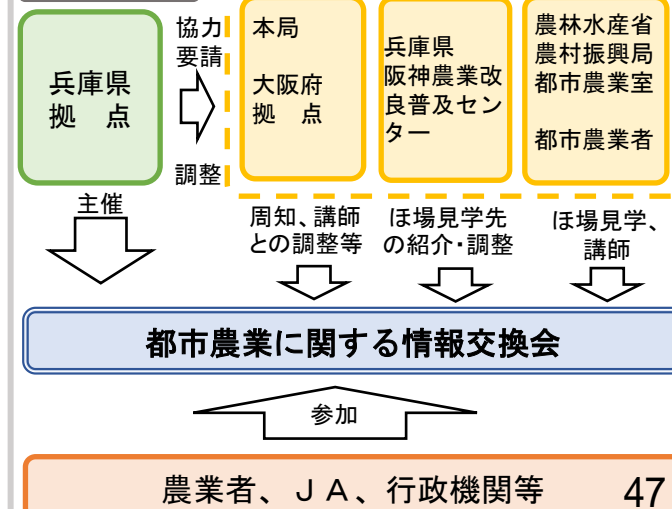 兵庫県
拠　点
協力
要請
調整
本局
大阪府
拠　点
兵庫県
阪神農業改
良普及セン
ター
農林水産省
農村振興局
都市農業室
都市農業者
主催
周知、講師
との調整等
ほ場見学先
の紹介・調整
ほ場見学、
講師
都市農業に関する情報交換会
参加
農業者、ＪＡ、行政機関等
47